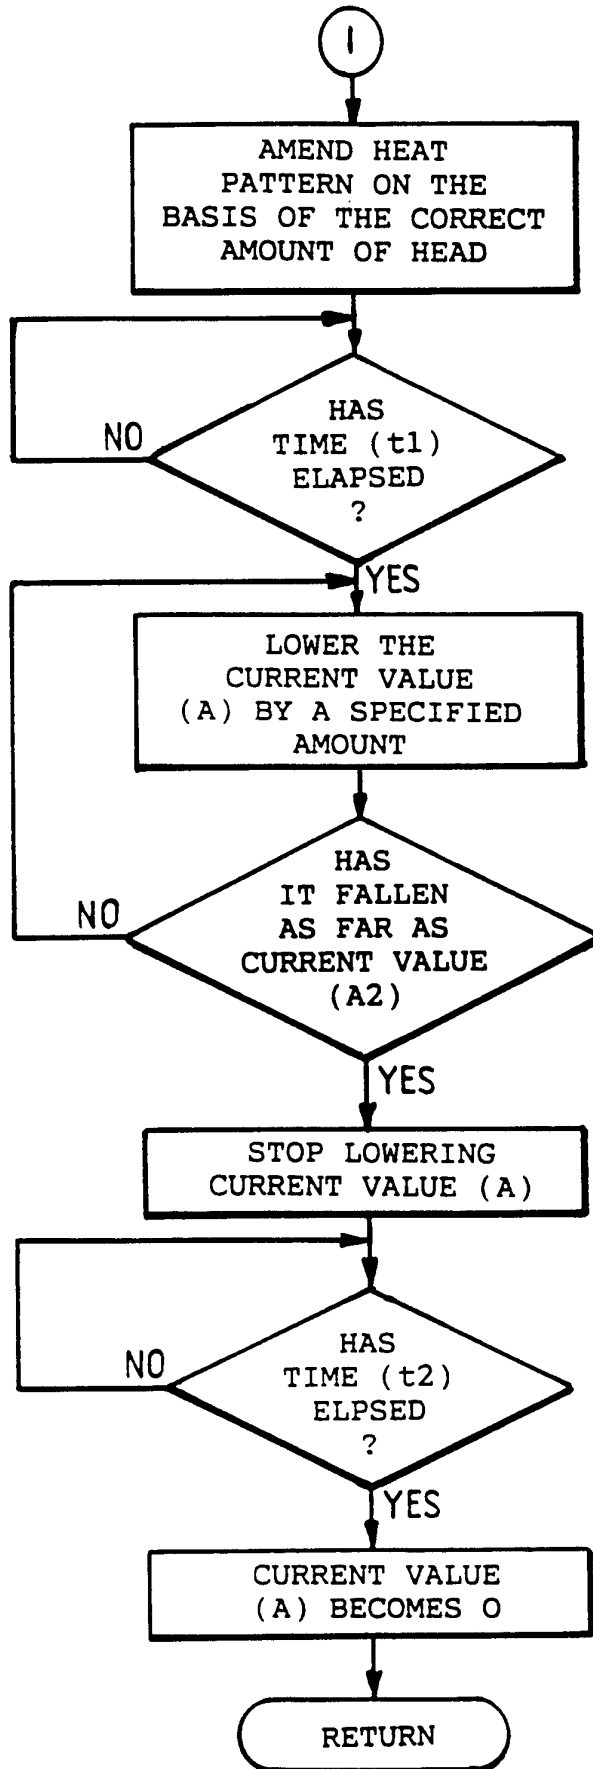 1
AMEND HEAT
PATTERN ON THE
BASIS OF THE CORRECT
AMOUNT OF HEAD
HAS
TIME (t1)
ELAPSED
?
NO
YES
LOWER THE
CURRENT VALUE
(A) BY A SPECIFIED
AMOUNT
HAS
IT FALLEN
AS FAR AS
CURRENT VALUE
(A2)
NO
YES
STOP LOWERING
CURRENT VALUE (A)
HAS
TIME (t2)
ELPSED
?
NO
YES
CURRENT VALUE
(A) BECOMES O
RETURN